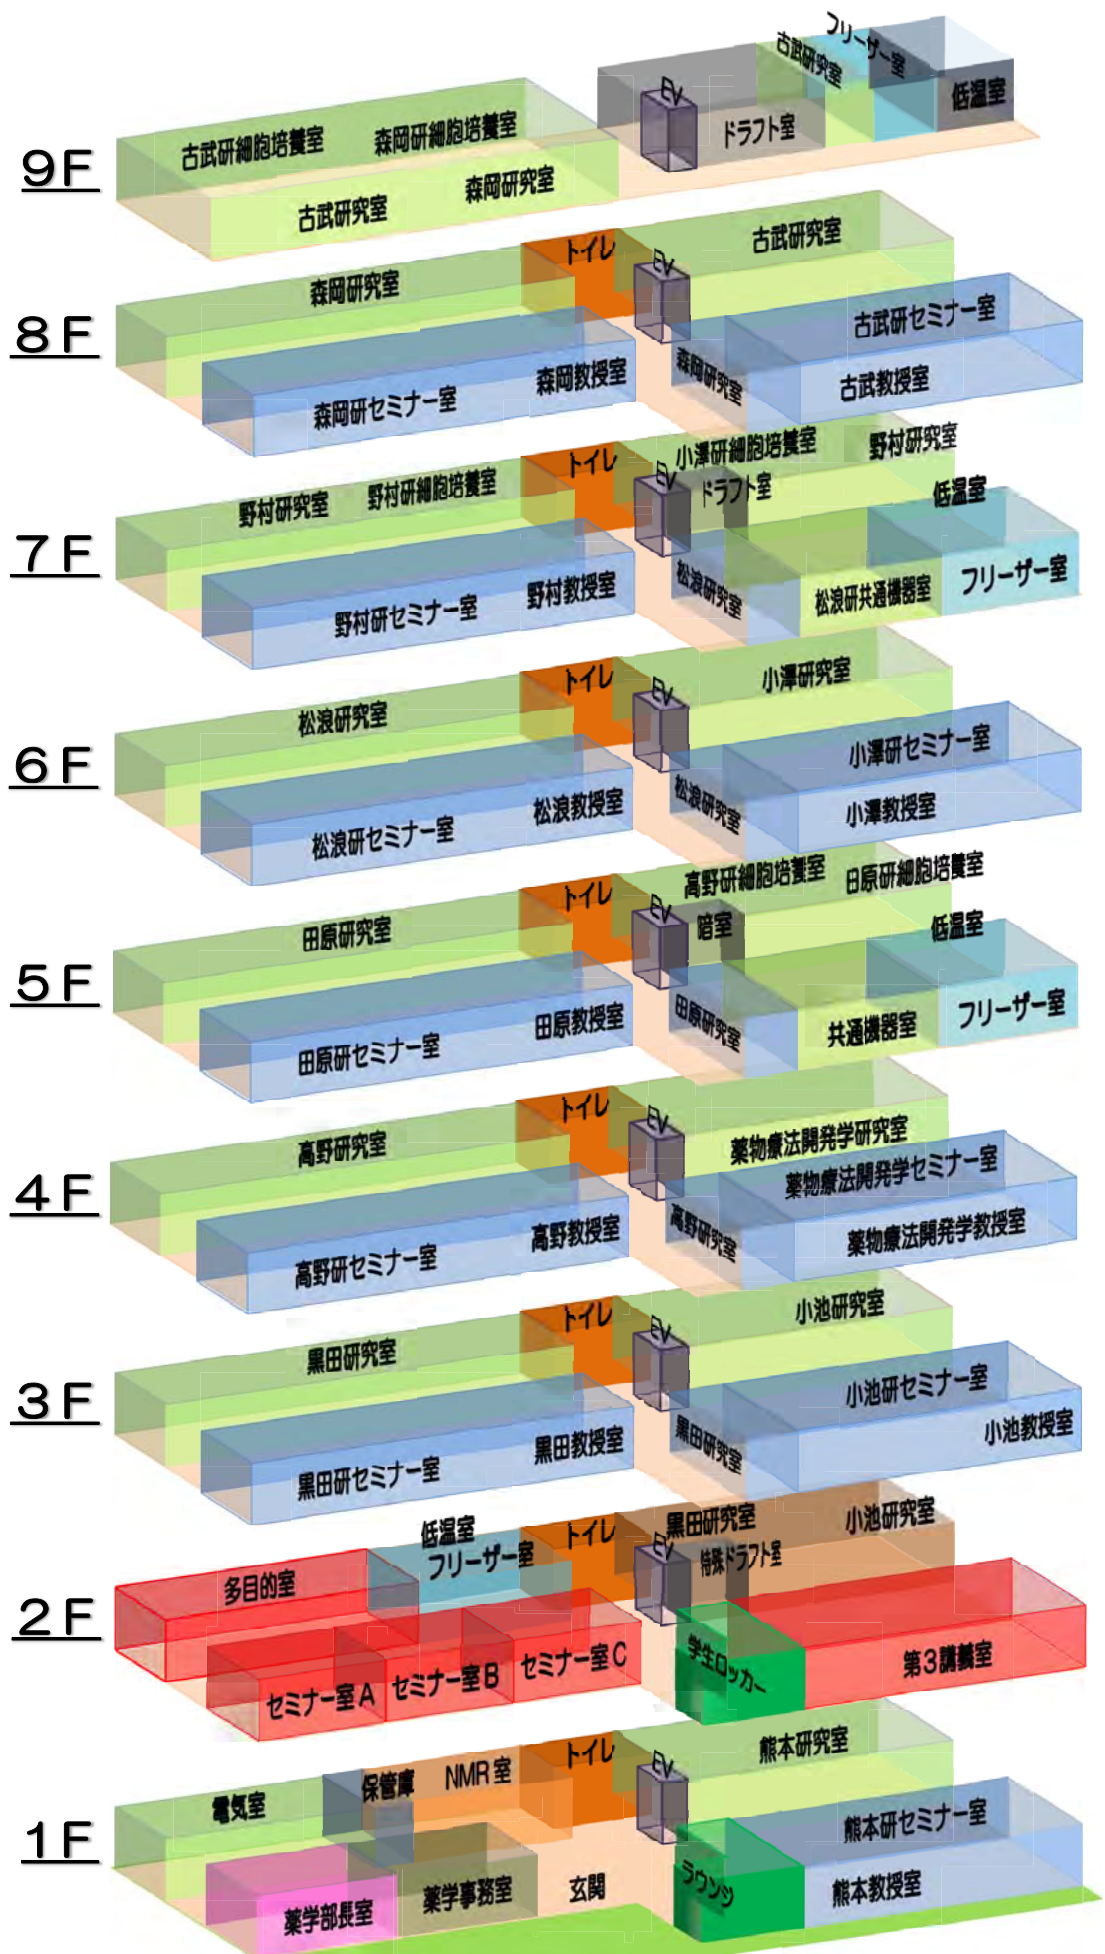 9F
古武研細胞培養室
森岡研細胞培養室
古武研究室
森岡研究室
EV
ドラフト室
古武研究室
フリーザー室
低温室
8F
森岡研究室
トイレ
EV
古武研究室
森岡研セミナー室
森岡教授室
森岡研究室
古武研セミナー室
古武教授室
7F
野村研究室
野村研細胞培養室
トイレ
EV
小澤研細胞培養室
ドラフト室
野村研究室
野村研セミナー室
野村教授室
松浪研究室
松浪研共通機器室
低温室
フリーザー室
6F
松浪研究室
トイレ
EV
小澤研究室
松浪研セミナー室
松浪教授室
松浪研究室
小澤研セミナー室
小澤教授室
5F
田原研究室
トイレ
EV
高野研細胞培養室
暗室
田原研細胞培養室
田原研セミナー室
田原教授室
田原研究室
共通機器室
低温室
フリーザー室
4F
高野研究室
トイレ
EV
薬物療法開発学研究室
高野研セミナー室
高野教授室
高野研究室
薬物療法開発学セミナー室
薬物療法開発学教授室
3F
黒田研究室
トイレ
EV
小池研究室
黒田研セミナー室
黒田教授室
黒田研究室
小池研セミナー室
小池教授室
2F
多目的室
低温室
フリーザー室
トイレ
EV
黒田研究室
特殊ドラフト室
小池研究室
セミナー室A
セミナー室B
セミナー室C
学生ロッカー
第3講義室
1F
電気室
保管庫
NMR室
トイレ
EV
熊本研究室
薬学部長室
薬学事務室
玄関
ラウンジ
熊本研セミナー室
熊本教授室